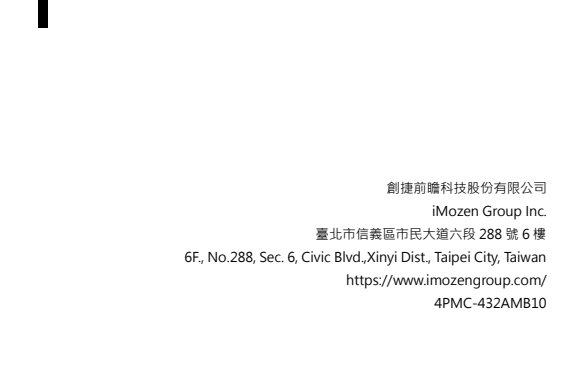 創捷前瞻科技股份有限公司
iMozen Group Inc.
臺北市信義區市民大道六段 288 號 6 樓
6F., No.288, Sec. 6, Civic Blvd.,Xinyi Dist., Taipei City, Taiwan
https://www.imozengroup.com/
4PMC-432AMB10